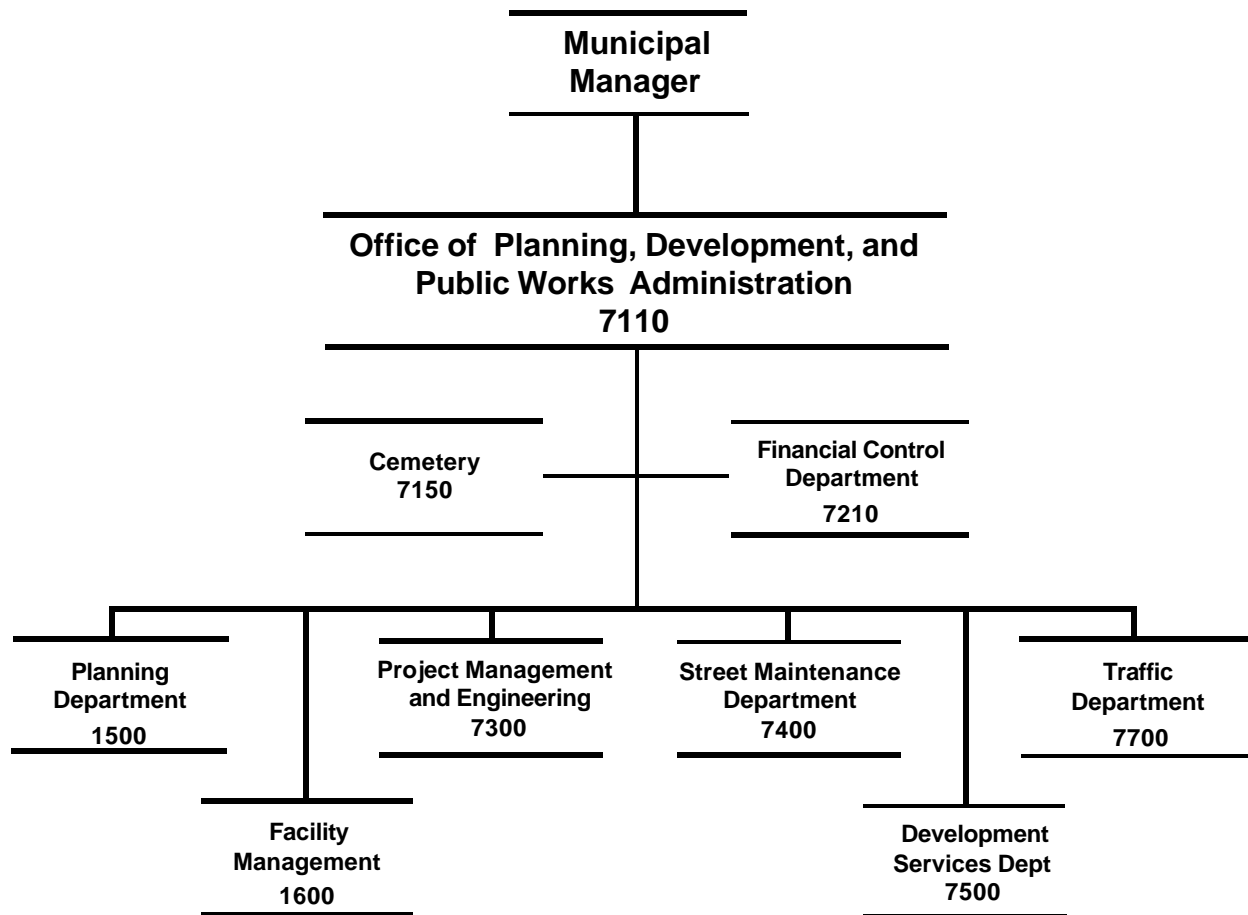 Municipal
Manager
Office of Planning, Development, and
Public Works Administration
7110
Cemetery
7150
Financial Control
Department
7210
Planning
Department
1500
Facility
Management
1600
Project Management
and Engineering
7300
Street Maintenance
Department
7400
Development
Services Dept
7500
Traffic
Department
7700